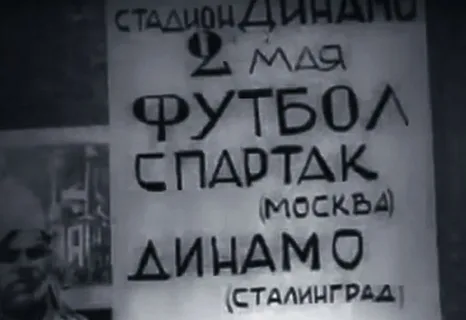 СТАДИОН ДИНАМО
2 МАЯ
ФУТБОЛ
СПАРТАК
(МОСКВА)
ДИНАМО
(СТАЛИНГРАД)